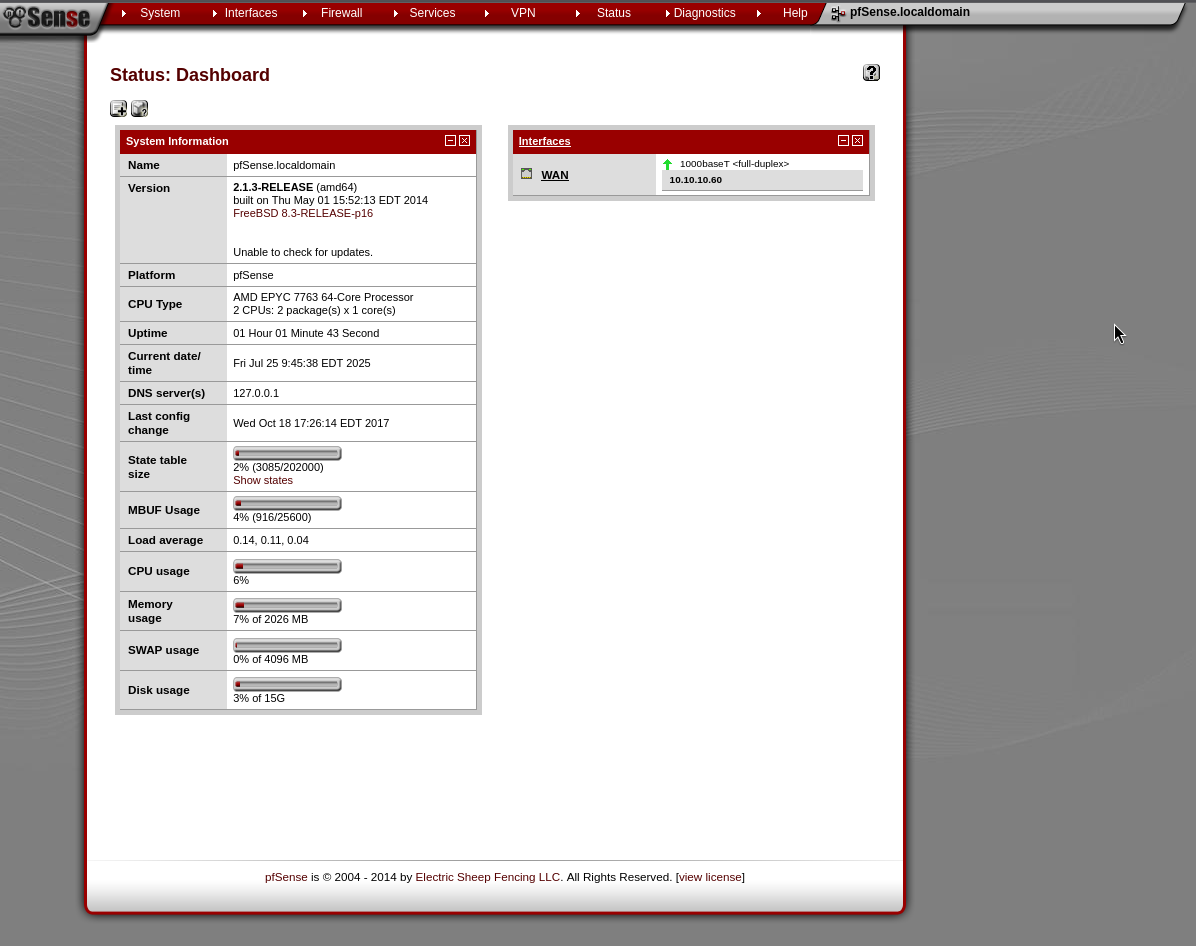 Sense
System
Interfaces
Firewall
Services
VPN
Status
Diagnostics
Help
pfSense.localdomain
Status: Dashboard
System Information
Name
pfSense.localdomain
Version
2.1.3-RELEASE (amd64)
built on Thu May 01 15:52:13 EDT 2014
FreeBSD 8.3-RELEASE-p16
Unable to check for updates.
Platform
pfSense
CPU Type
AMD EPYC 7763 64-Core Processor
2 CPUs: 2 package(s) x 1 core(s)
Uptime
01 Hour 01 Minute 43 Second
Current date/
time
Fri Jul 25 9:45:38 EDT 2025
DNS server(s)
127.0.0.1
Last config
change
Wed Oct 18 17:26:14 EDT 2017
State table
size
2% (3085/202000)
Show states
MBUF Usage
4% (916/25600)
Load average
0.14, 0.11, 0.04
CPU usage
6%
Memory
usage
7% of 2026 MB
SWAP usage
0% of 4096 MB
Disk usage
3% of 15G
Interfaces
WAN
1000baseT <full-duplex>
10.10.10.60
pfSense is © 2004 - 2014 by Electric Sheep Fencing LLC. All Rights Reserved. [view license]